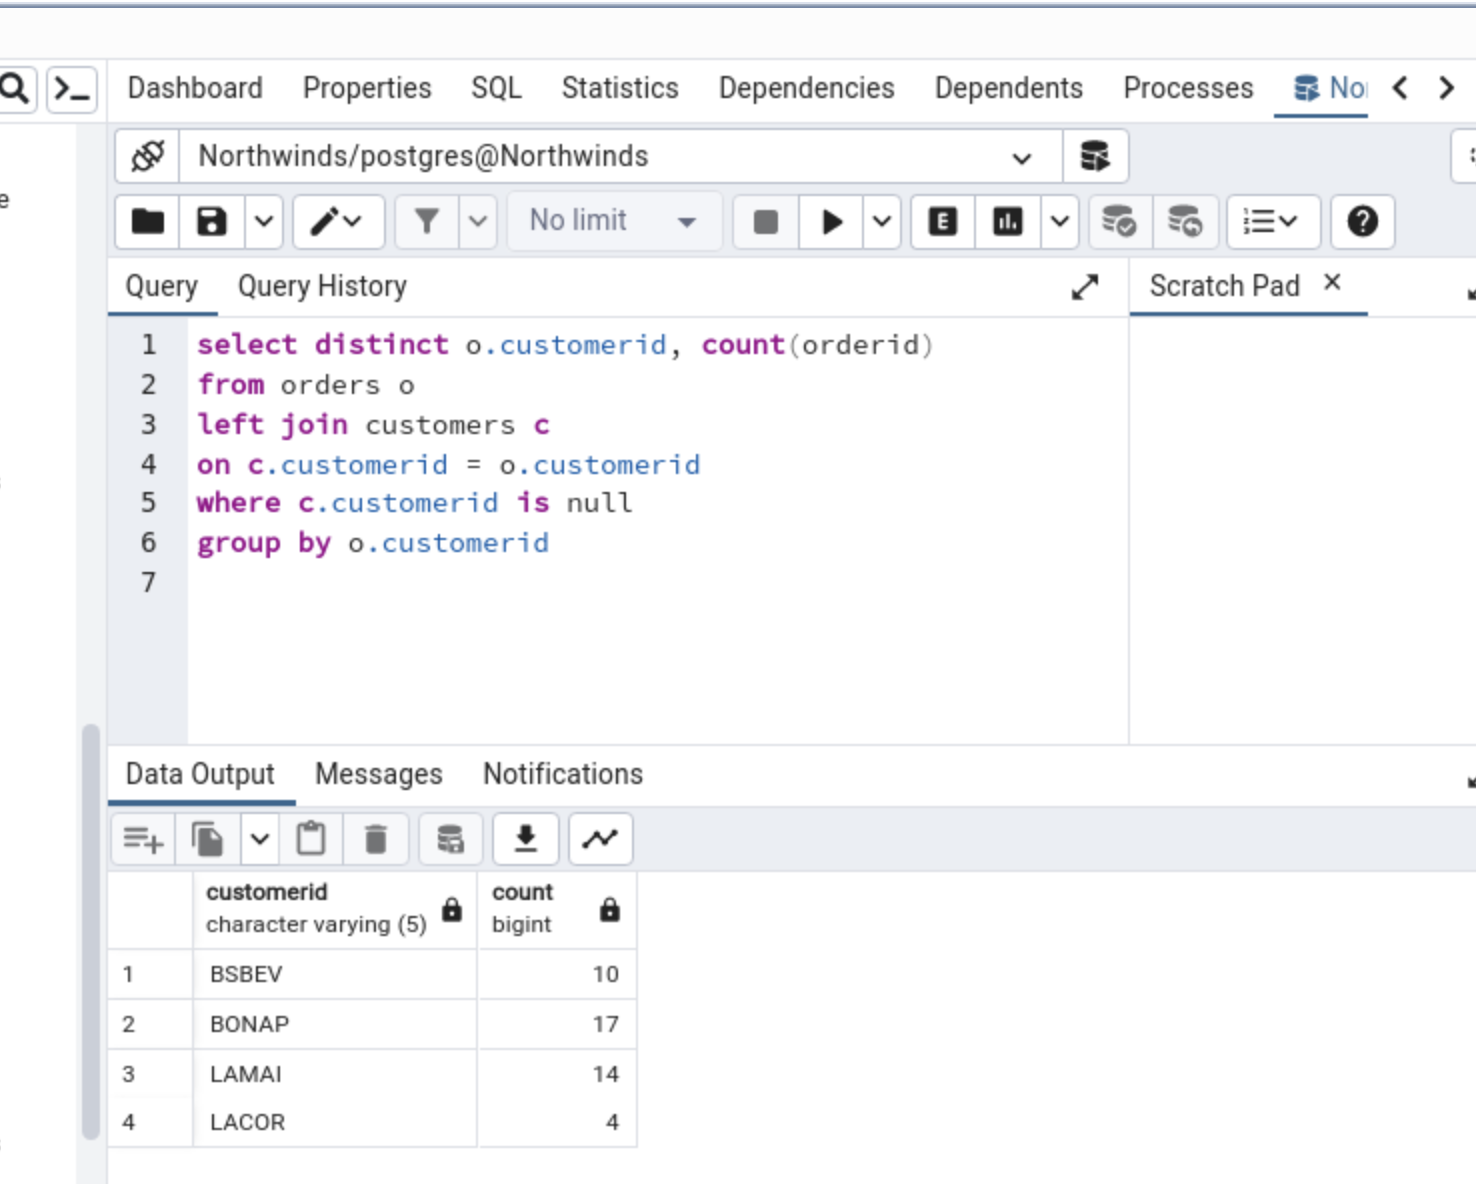 Dashboard Properties SQL Statistics Dependencies Dependents Processes
Northwinds/postgres@Northwinds
e
No limit
E
Query Query History Scratch Pad
1 select distinct o.customerid, count(orderid)
2 from orders o
3 left join customers c
4 on c.customerid = o.customerid
5 where c.customerid is null
6 group by o.customerid
7
Data Output Messages Notifications
customerid count
character varying (5) bigint
1 BSBEV 10
2 BONAP 17
3 LAMAI 14
4 LACOR 4